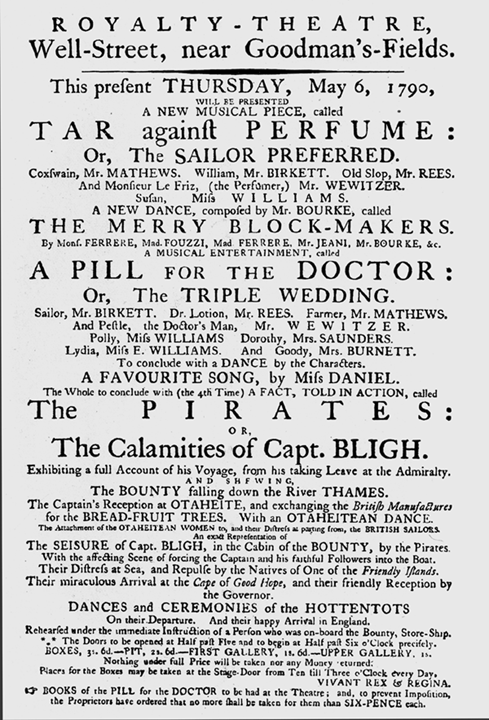 ROYALTY-THEATRE,
Well-Street, near Goodman's-Fields.
This preſent THURSDAY, May 6, 1790,
WILL BE PRESENTED
A NEW MUSICAL PIECE, called
TAR againſt PERFUME:
Or, The SAILOR PREFERRED.
Coxſwain, Mr. MATHEWS. William, Mr. BIRKETT. Old Slop, Mr. REES.
And Monſieur Le Friz, (the Perfumer,) Mr. WEWITZER.
Suſan, Miſs WILLIAMS.
A NEW DANCE, compoſed by Mr. BOURKE, called
THE MERRY BLOCK-MAKERS.
By Monſ. FERRERE, Mad. FOUZZI, Mad. FERRERE, Mr. JEANI, Mr. BOURKE, &c.
A MUSICAL ENTERTAINMENT, called
A PILL FOR THE DOCTOR:
Or, The TRIPLE WEDDING.
Sailor, Mr. BIRKETT. Dr. Lotion, Mr. REES. Farmer, Mr. MATHEWS.
And Peſtle, the Doctor's Man, Mr. WEWITZER.
Polly, Miſs WILLIAMS Dorothy, Mrs. SAUNDERS.
Lydia, Miſs E. WILLIAMS. And Goody, Mrs. BURNETT.
To conclude with a DANCE by the Characters.
A FAVOURITE SONG, by Miſs DANIEL.
The Whole to conclude with (the 4th Time) A FACT, TOLD IN ACTION, called
The PIRATES:
OR,
The Calamities of Capt. BLIGH.
Exhibiting a full Account of his Voyage, from his taking Leave at the Admiralty.
AND SHEWING,
The BOUNTY falling down the River THAMES.
The Captain's Reception at OTAHEITE, and exchanging the Britiſh Manufactures
for the BREAD-FRUIT TREES. With an OTAHEITEAN DANCE.
The Attachment of the OTAHEITEAN WOMEN to, and their Diſtreſs at parting from, the BRITISH SAILORS.
An exact Repreſentation of
The SEISURE of Capt. BLIGH, in the Cabin of the BOUNTY, by the Pirates.
With the affecting Scene of forcing the Captain and his faithful Followers into the Boat.
Their Diſtreſs at Sea, and Repulſe by the Natives of One of the Friendly Iſlands.
Their miraculous Arrival at the Cape of Good Hope, and their friendly Reception by
the Governor.
DANCES and CEREMONIES of the HOTTENTOTS
On their Departure. And their happy Arrival in England.
Rehearſed under the immediate Inſtruction of a Perſon who was on-board the Bounty, Store-Ship.
*⁎* The Doors to be opened at Half paſt Five and to begin at Half paſt Six o'Clock preciſely.
BOXES, 3s. 6d.—PIT, 2s. 6d.—FIRST GALLERY, 1s. 6d.—UPPER GALLERY, 1s.
Nothing under full Price will be taken nor any Money returned:
Places for the Boxes may be taken at the Stage-Door from Ten till Three o'Clock every Day.
VIVANT REX & REGINA.
☞ BOOKS of the PILL for the DOCTOR to be had at the Theatre; and, to prevent Impoſition,
the Proprietors have ordered that no more ſhall be taken for them than SIX-PENCE each.